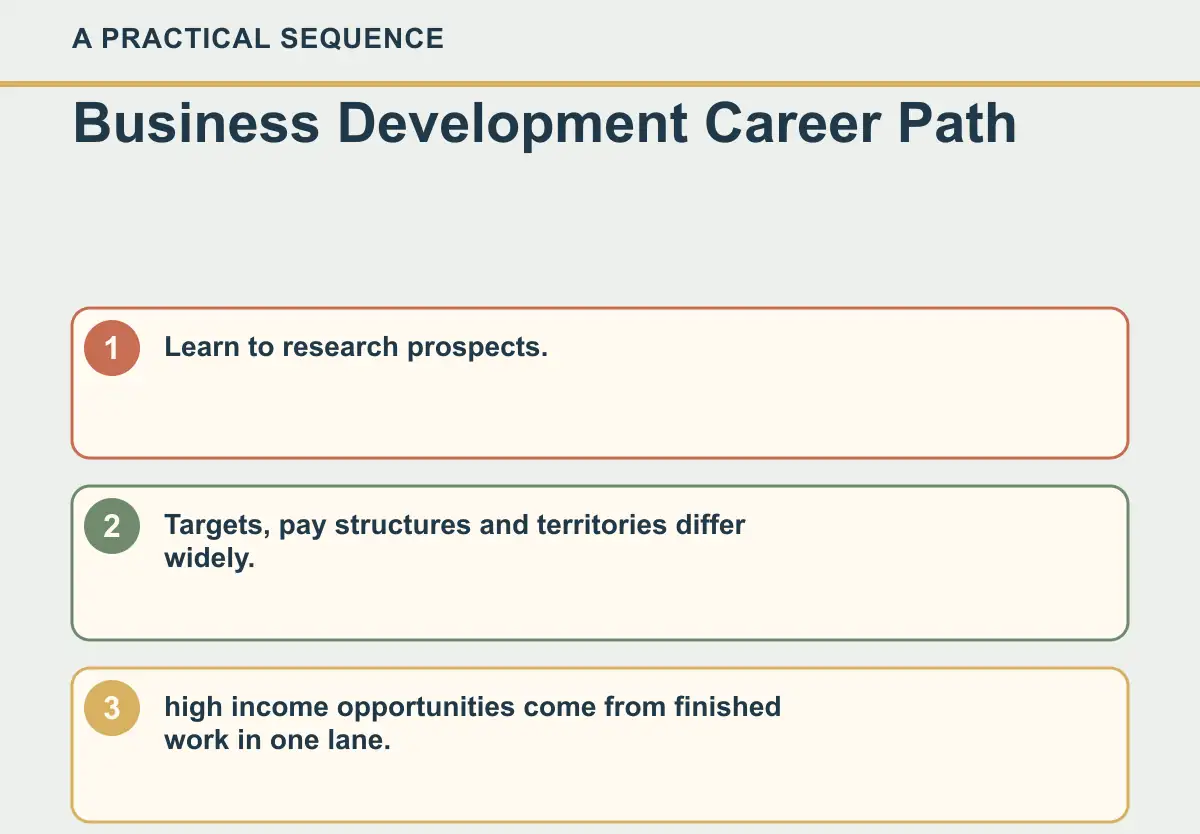 A PRACTICAL SEQUENCE
Business Development Career Path
1
Learn to research prospects.
2
Targets, pay structures and territories differ
widely.
3
high income opportunities come from finished
work in one lane.